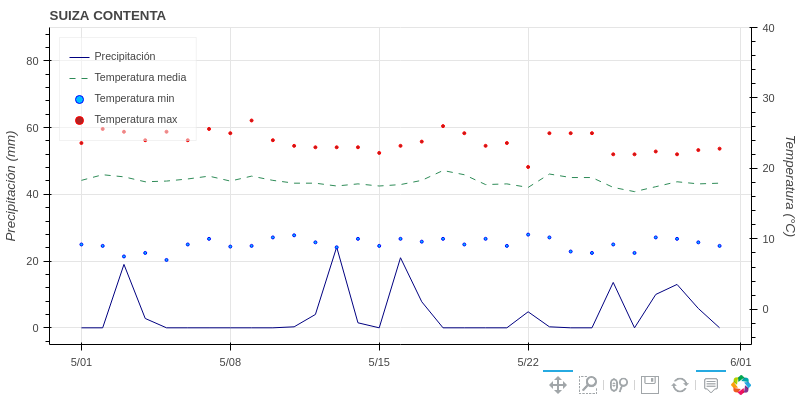 SUIZA CONTENTA
Precipitación
Temperatura media
Temperatura min
Temperatura max
Precipitación (mm)
80
60
40
20
0
Temperatura (°C)
40
30
20
10
0
5/01
5/08
5/15
5/22
6/01